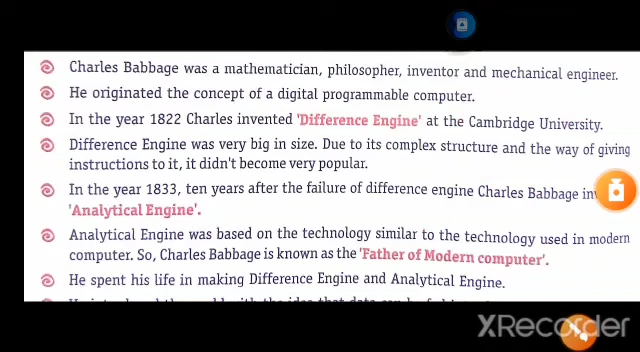 Charles Babbage was a mathematician, philosopher, inventor and mechanical engineer.
He originated the concept of a digital programmable computer.
In the year 1822 Charles invented 'Difference Engine' at the Cambridge University.
Difference Engine was very big in size. Due to its complex structure and the way of giving
instructions to it, it didn't become very popular.
In the year 1833, ten years after the failure of difference engine Charles Babbage
'Analytical Engine'.
Analytical Engine was based on the technology similar to the technology used in modern
computer. So, Charles Babbage is known as the 'Father of Modern computer'.
He spent his life in making Difference Engine and Analytical Engine.
XRecorder